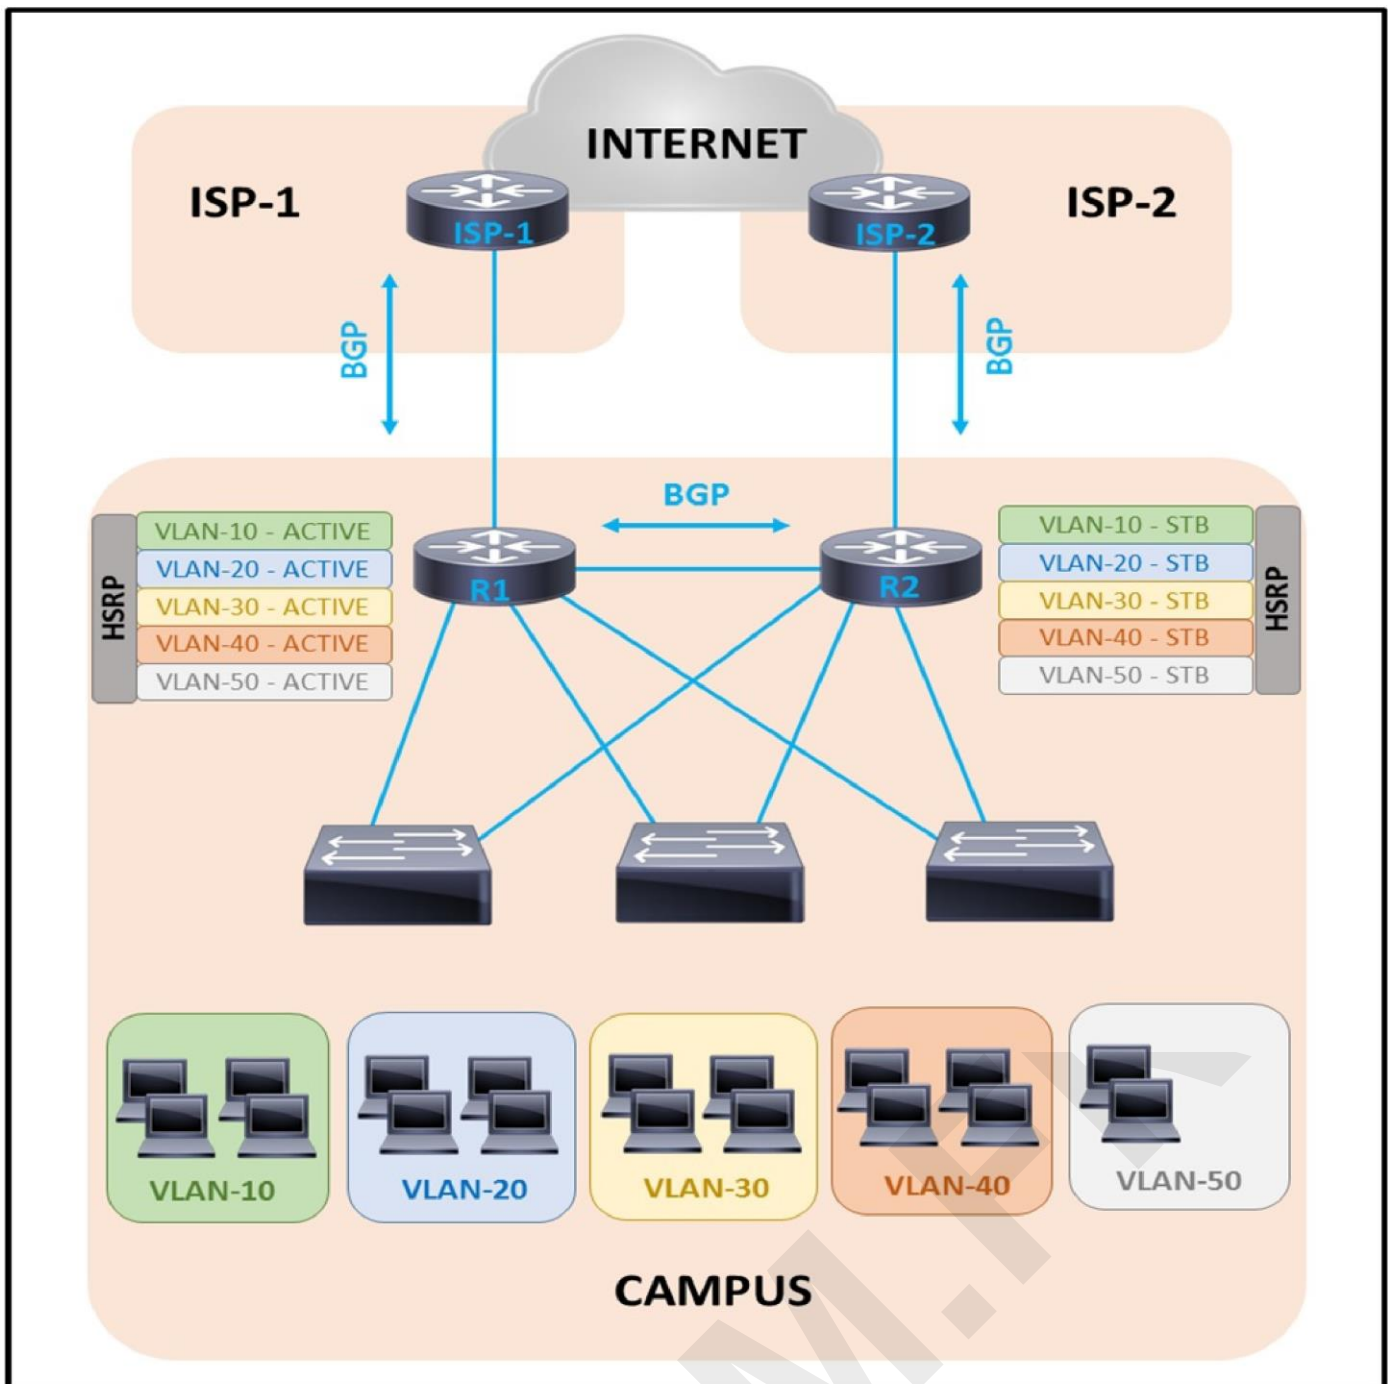 INTERNET
ISP-1
ISP-2
ISP-1
ISP-2
BGP
BGP
BGP
HSRP
VLAN-10 - ACTIVE
VLAN-20 - ACTIVE
VLAN-30 - ACTIVE
VLAN-40 - ACTIVE
VLAN-50 - ACTIVE
R1
R2
VLAN-10 - STB
VLAN-20 - STB
VLAN-30 - STB
VLAN-40 - STB
VLAN-50 - STB
HSRP
VLAN-10
VLAN-20
VLAN-30
VLAN-40
VLAN-50
CAMPUS